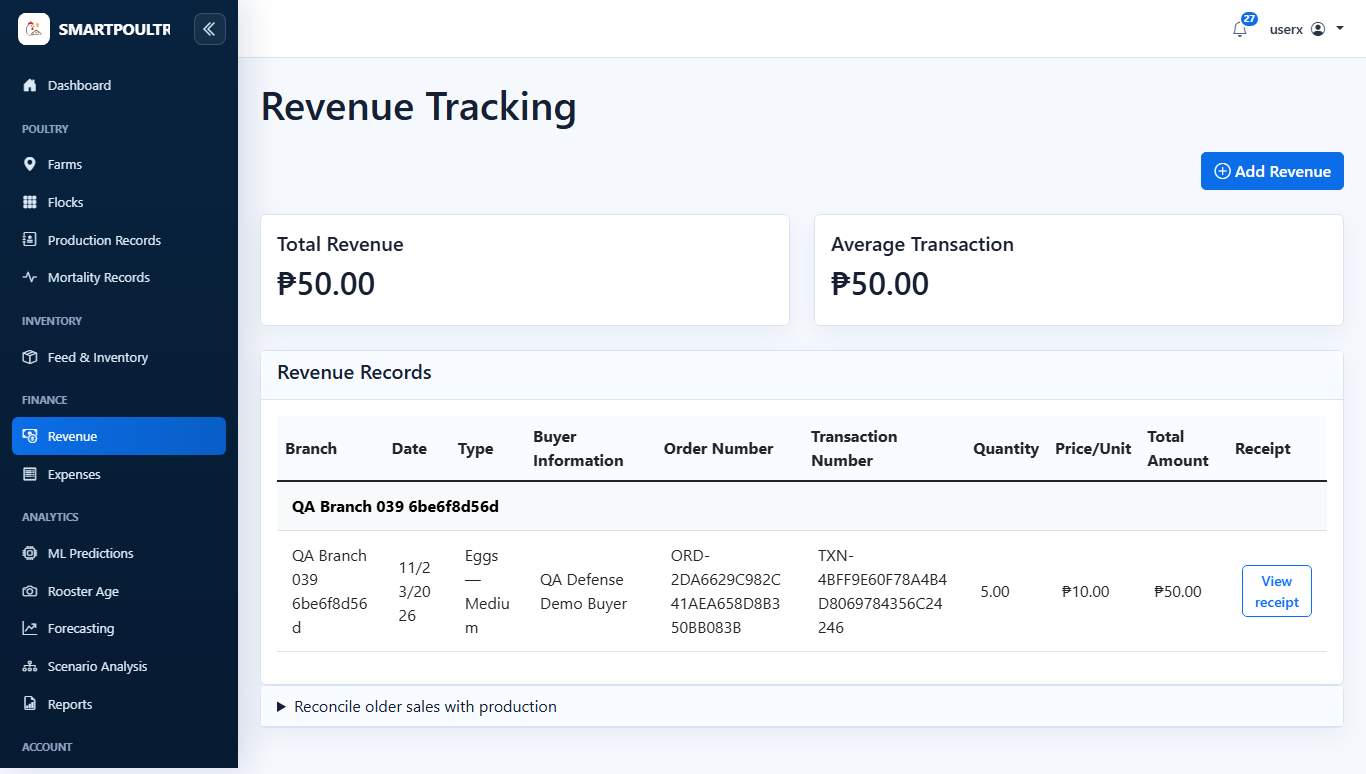 SMARTPOULTR
27
userx
Dashboard
POULTRY
Farms
Flocks
Production Records
Mortality Records
INVENTORY
Feed & Inventory
FINANCE
Revenue
Expenses
ANALYTICS
ML Predictions
Rooster Age
Forecasting
Scenario Analysis
Reports
ACCOUNT
Revenue Tracking
Add Revenue
Total Revenue
₱50.00
Average Transaction
₱50.00
Revenue Records
Branch
Date
Type
Buyer
Information
Order Number
Transaction
Number
Quantity
Price/Unit
Total
Amount
Receipt
QA Branch 039 6be6f8d56d
QA Branch
039
6be6f8d56
d
11/2
3/20
26
Eggs
—
Mediu
m
QA Defense
Demo Buyer
ORD-
2DA6629C982C
41AEA658D8B3
50BB083B
TXN-
4BFF9E60F78A4B4
D8069784356C24
246
5.00
₱10.00
₱50.00
View
receipt
Reconcile older sales with production